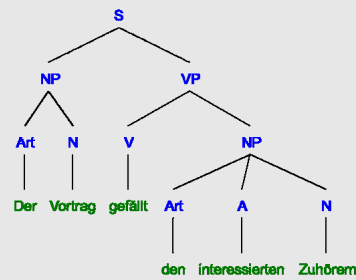 S
NP VP
Art N V NP
Der Vortrag gefällt Art A N
den interessierten Zuhörern